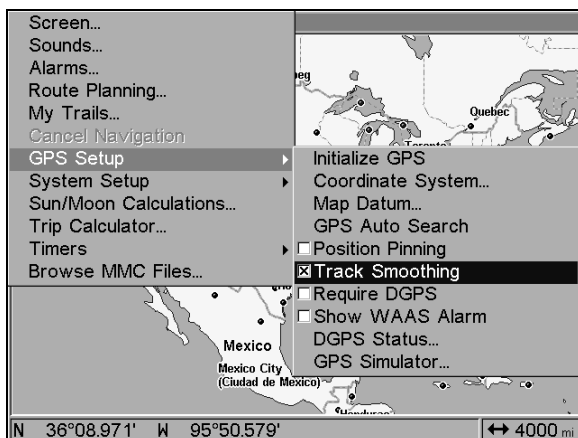 Screen...
Sounds...
Alarms...
Route Planning...
My Trails...
Cancel Navigation
GPS Setup
System Setup
Sun/Moon Calculations...
Trip Calculator...
Timers
Browse MMC Files...
Initialize GPS
Coordinate System...
Map Datum...
GPS Auto Search
Position Pinning
Track Smoothing
Require DGPS
Show WAAS Alarm
DGPS Status...
GPS Simulator...
Quebec
Mexico
Mexico City
(Ciudad de Mexico)
N 36°08.971' W 95°50.579' ↔ 4000 mi